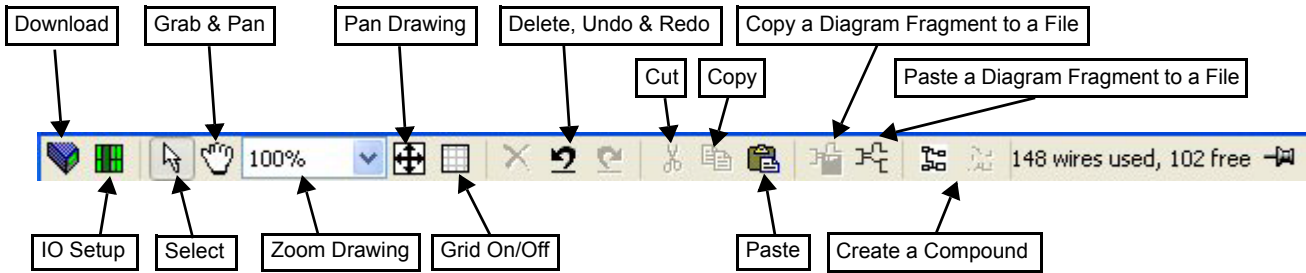 Download
Grab & Pan
Pan Drawing
Delete, Undo & Redo
Copy a Diagram Fragment to a File
Cut
Copy
Paste a Diagram Fragment to a File
100%
148 wires used, 102 free
IO Setup
Select
Zoom Drawing
Grid On/Off
Paste
Create a Compound